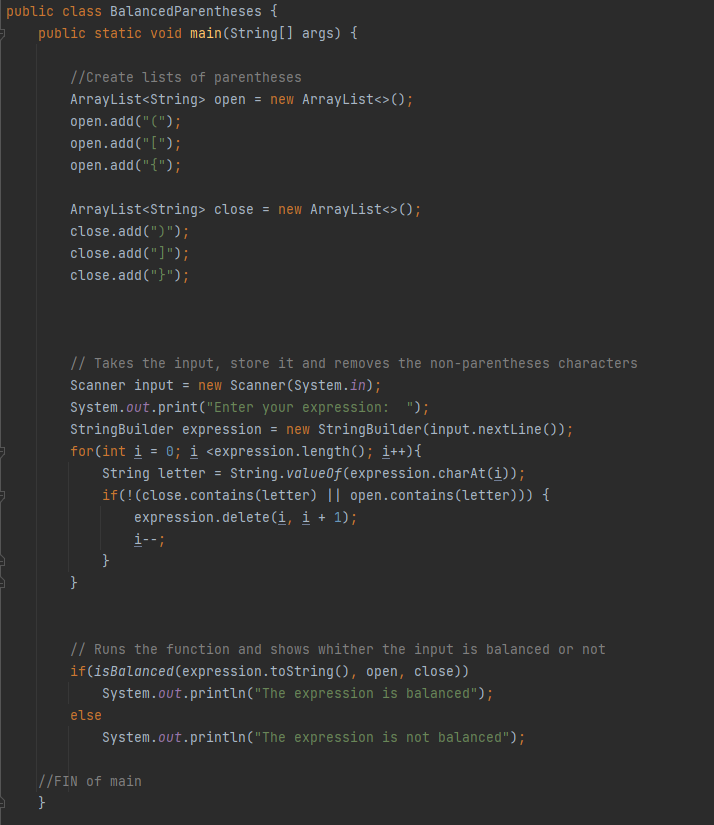 public class BalancedParentheses {
    public static void main(String[] args) {
        //Create lists of parentheses
        ArrayList<String> open = new ArrayList<>();
        open.add("(");
        open.add("[");
        open.add("{");
        ArrayList<String> close = new ArrayList<>();
        close.add(")");
        close.add("]");
        close.add("}");
        // Takes the input, store it and removes the non-parentheses characters
        Scanner input = new Scanner(System.in);
        System.out.print("Enter your expression:  ");
        StringBuilder expression = new StringBuilder(input.nextLine());
        for(int i = 0; i <expression.length(); i++){
            String letter = String.valueOf(expression.charAt(i));
            if(!(close.contains(letter) || open.contains(letter))) {
                expression.delete(i, i + 1);
                i--;
            }
        }
        // Runs the function and shows whither the input is balanced or not
        if(isBalanced(expression.toString(), open, close))
            System.out.println("The expression is balanced");
        else
            System.out.println("The expression is not balanced");
    //FIN of main
    }